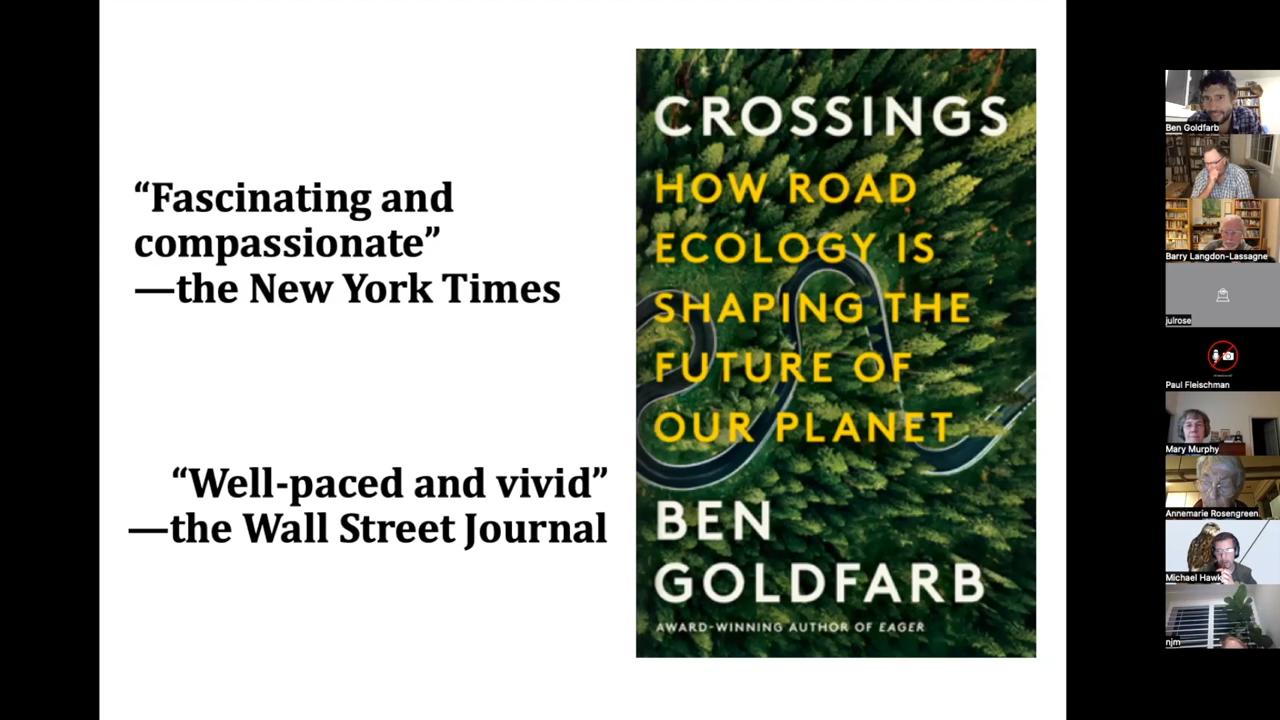 “Fascinating and
compassionate”
—the New York Times
“Well-paced and vivid”
—the Wall Street Journal
CROSSINGS
HOW ROAD
ECOLOGY IS
SHAPING THE
FUTURE OF
OUR PLANET
BEN
GOLDFARB
AWARD-WINNING AUTHOR OF EAGER
Ben Goldfarb
Barry Langdon-Lassagne
julrose
Paul Fleischman
Mary Murphy
Annemarie Rosengreen
Michael Hawk
njm